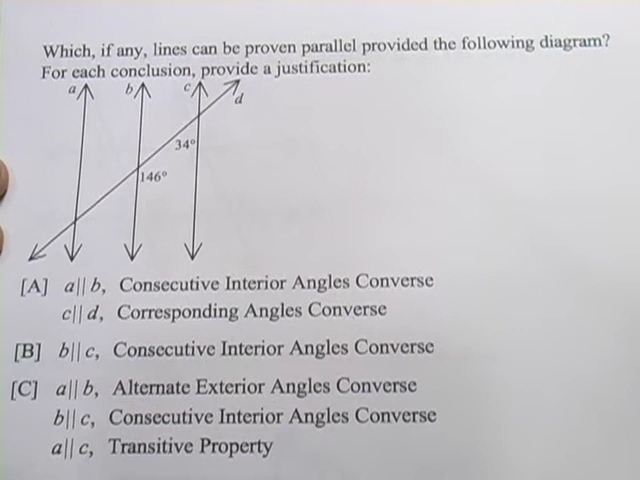 Which, if any, lines can be proven parallel provided the following diagram?
For each conclusion, provide a justification:
a b c d
34°
146°
[A] a|| b, Consecutive Interior Angles Converse
c|| d, Corresponding Angles Converse
[B] b|| c, Consecutive Interior Angles Converse
[C] a|| b, Alternate Exterior Angles Converse
b|| c, Consecutive Interior Angles Converse
a|| c, Transitive Property